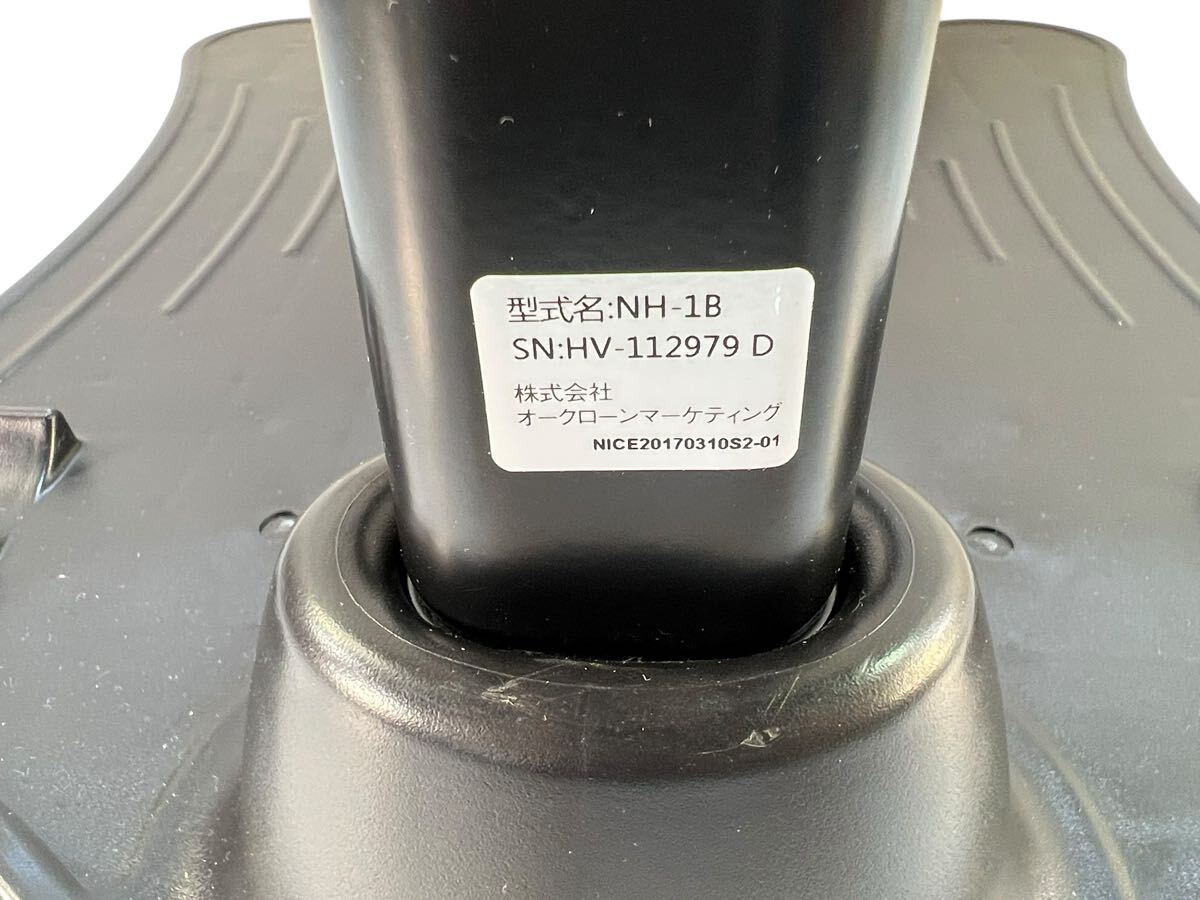 型式名:NH-1B
SN:HV-112979 D
株式会社
オークローンマーケティング
NICE20170310S2-01